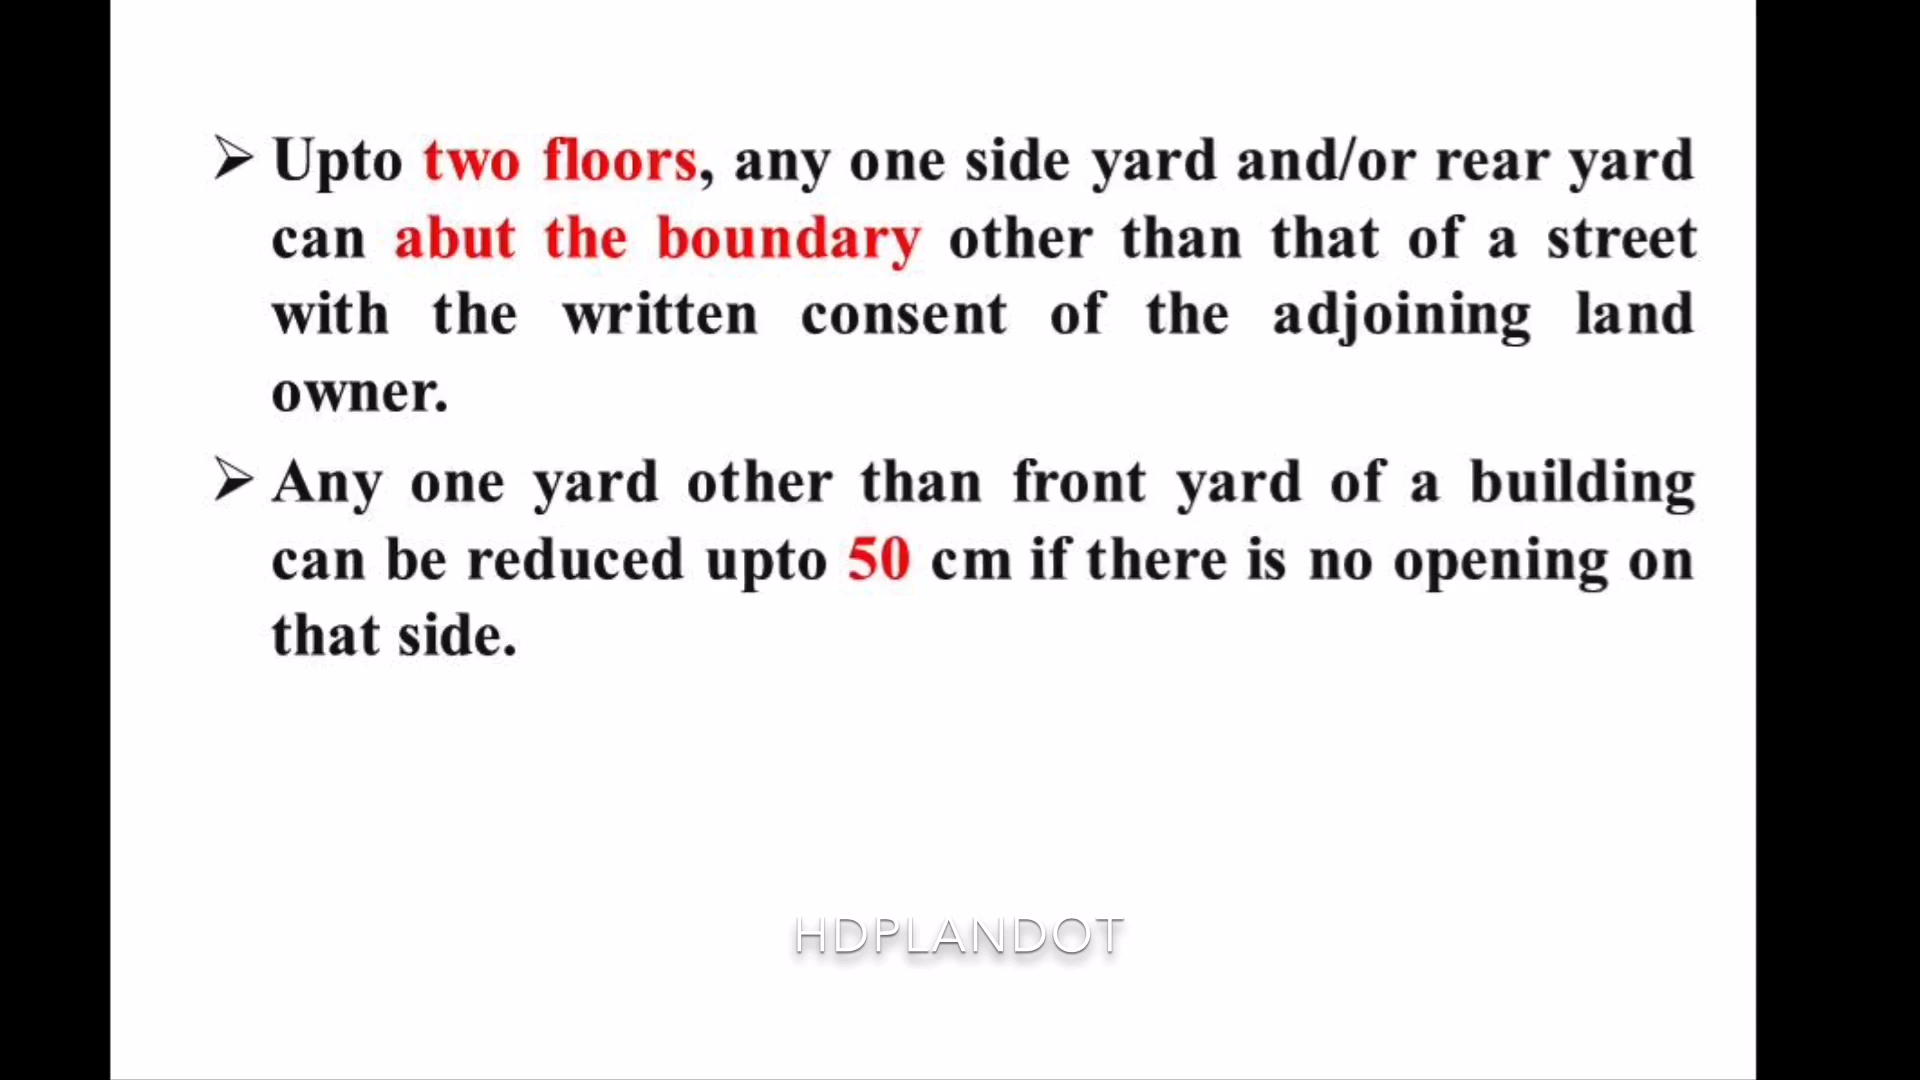 ➢ Upto two floors, any one side yard and/or rear yard
can abut the boundary other than that of a street
with the written consent of the adjoining land
owner.
➢ Any one yard other than front yard of a building
can be reduced upto 50 cm if there is no opening on
that side.
HDPLANDOT